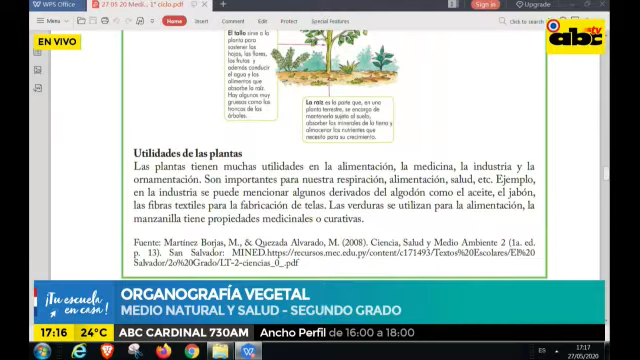 WPS Office
27 05 20 Medi... 1° ciclo.pdf
Sign in
Upgrade
Menu
Home
Insert
Comment
Edit
Page
Protect
Special Features
Click to search
EN VIVO
abc tv
El tallo sirve a la
planta para
sostener las
hojas, las flores,
los frutos y
además conducir
el agua y los
alimentos que
absorbe la raíz.
Hay algunos muy
gruesos como los
troncos de los
árboles.
La raíz es la parte que, en una
planta terrestre, se encarga de
mantenerla sujeta al suelo,
absorber los minerales de la tierra y
almacenar los nutrientes que
necesita para su crecimiento.
Utilidades de las plantas
Las plantas tienen muchas utilidades en la alimentación, la medicina, la industria y la
ornamentación. Son importantes para nuestra respiración, alimentación, salud, etc. Ejemplo,
en la industria se puede mencionar algunos derivados del algodón como el aceite, el jabón,
las fibras textiles para la fabricación de telas. Las verduras se utilizan para la alimentación, la
manzanilla tiene propiedades medicinales o curativas.
Fuente: Martínez Borjas, M., & Quezada Alvarado, M. (2008). Ciencia, Salud y Medio Ambiente 2 (1a. ed.
p. 13). San Salvador: MINED.https://recursos.mec.edu.py/content/c171493/Textos%20Escolares/El%20
Salvador/2o%20Grado/LT-2-ciencias_0_.pdf
¡Tu escuela
en casa!
ORGANOGRAFÍA VEGETAL
MEDIO NATURAL Y SALUD - SEGUNDO GRADO
17:16 24°C ABC CARDINAL 730AM Ancho Perfil de 16:00 a 18:00
ES
17:17
27/05/2020